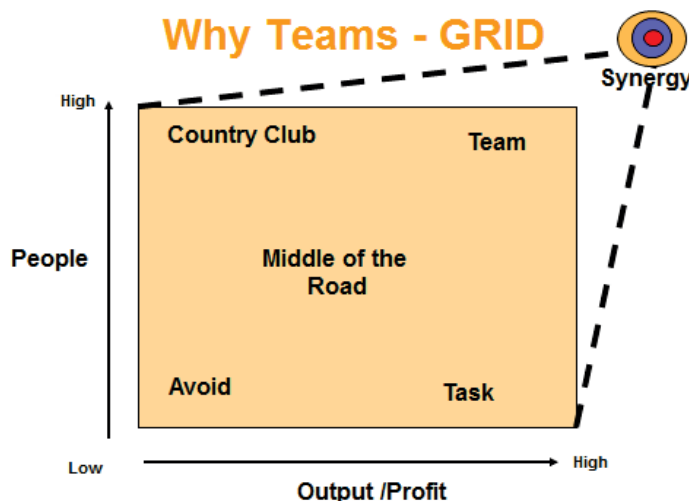 Why Teams - GRID
Synergy
High
Country Club
Team
People
Middle of the
Road
Avoid
Task
Low
High
Output /Profit